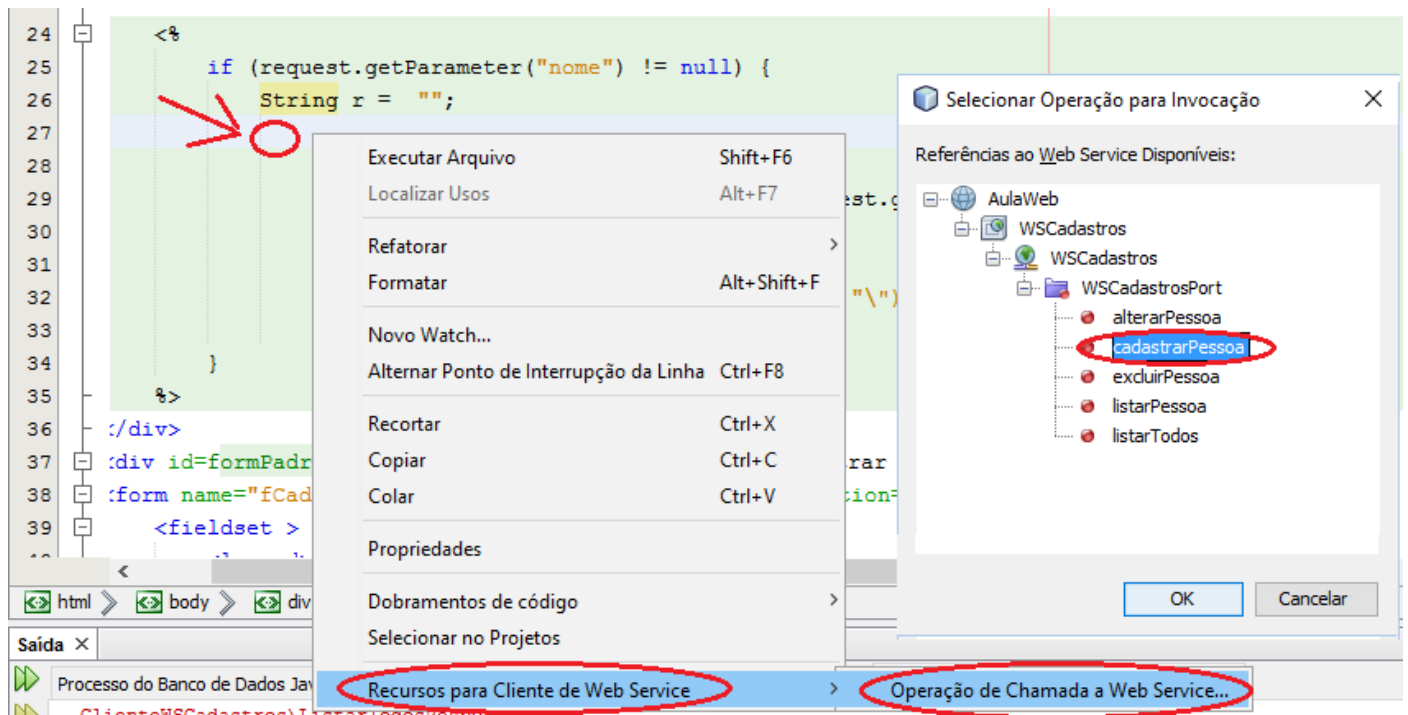 24 <%
25 if (request.getParameter("nome") != null) {
26 String r = "";
27
28
29 est.g
30
31
32 "\")
33
34 }
35 %>
36 </div>
37 <div id=formPadr rar
38 <form name="fCad tion=
39 <fieldset >
html body div
Saída ×
Processo do Banco de Dados Jav
Executar Arquivo Shift+F6
Localizar Usos Alt+F7
Refatorar
Formatar Alt+Shift+F
Novo Watch...
Alternar Ponto de Interrupção da Linha Ctrl+F8
Recortar Ctrl+X
Copiar Ctrl+C
Colar Ctrl+V
Propriedades
Dobramentos de código
Selecionar no Projetos
Recursos para Cliente de Web Service
Operação de Chamada a Web Service...
Selecionar Operação para Invocação
Referências ao Web Service Disponíveis:
AulaWeb
WSCadastros
WSCadastros
WSCadastrosPort
alterarPessoa
cadastrarPessoa
excluirPessoa
listarPessoa
listarTodos
OK Cancelar